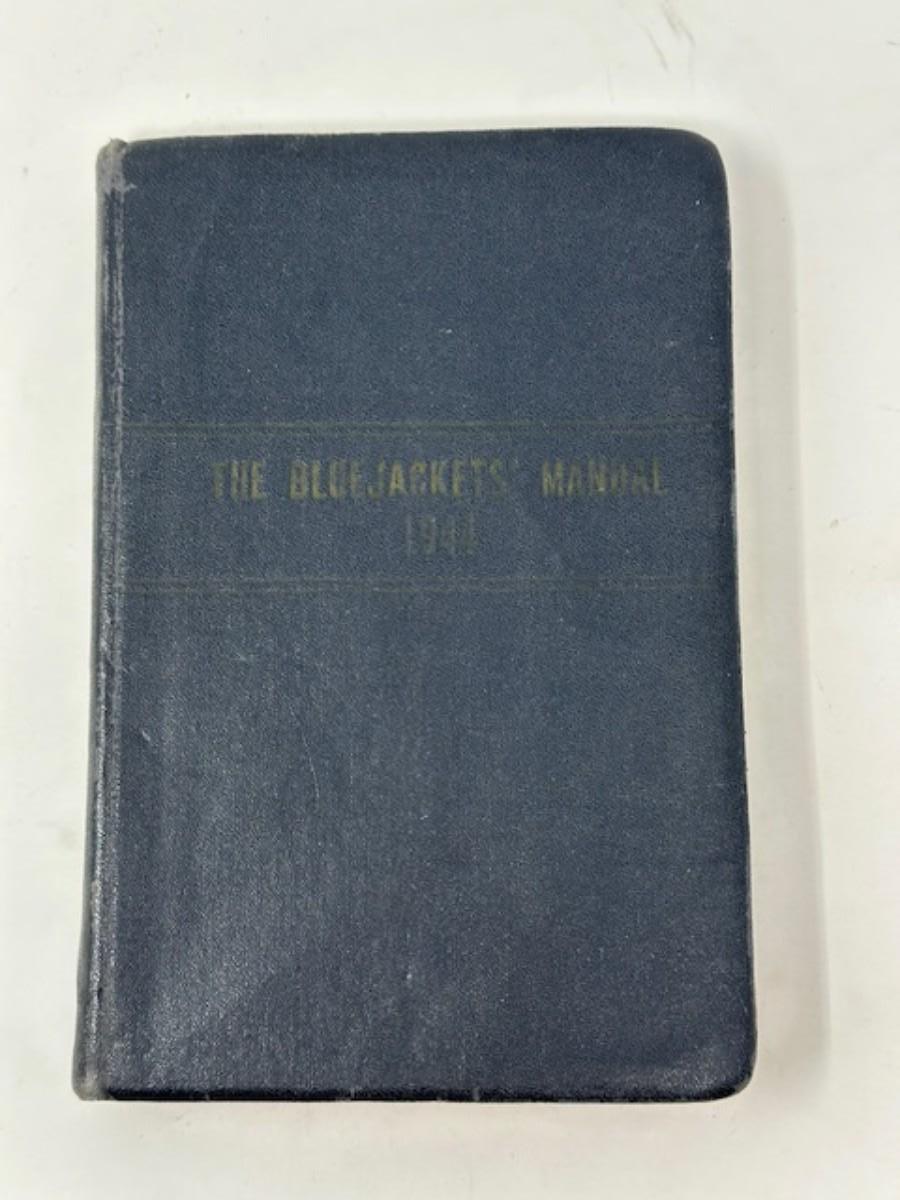 THE BLUEJACKETS' MANUAL
1944